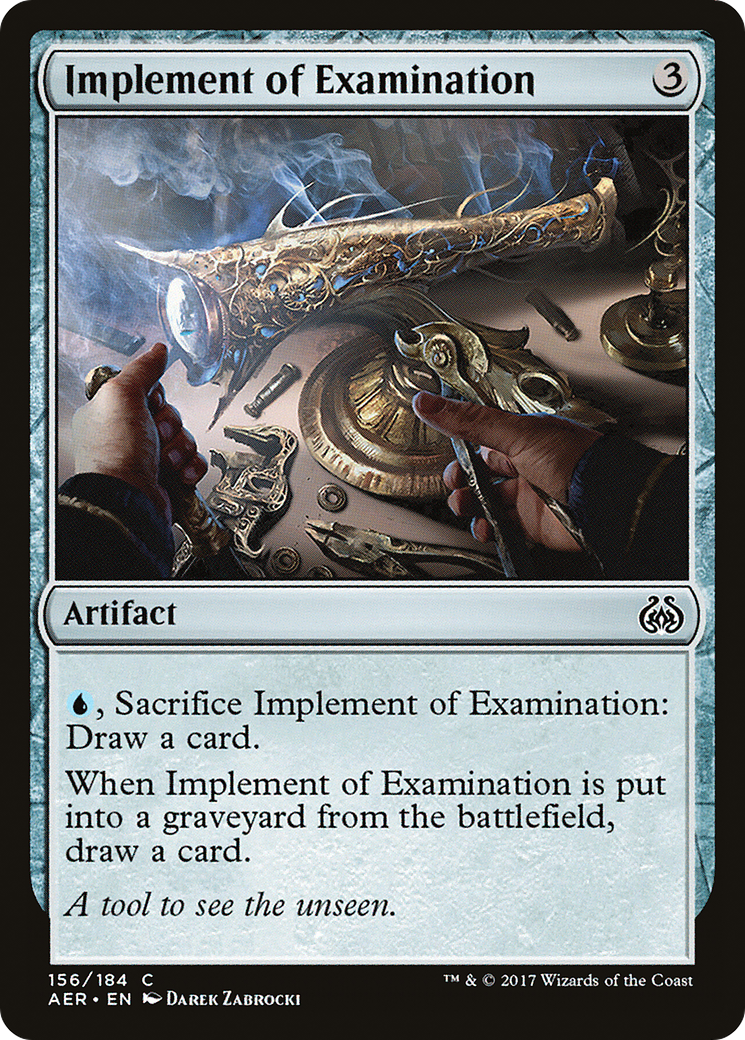 Implement of Examination 3
Artifact
, Sacrifice Implement of Examination:
Draw a card.
When Implement of Examination is put
into a graveyard from the battlefield,
draw a card.
A tool to see the unseen.
156/184 C
™ & © 2017 Wizards of the Coast
AER • EN Darek Zabrocki